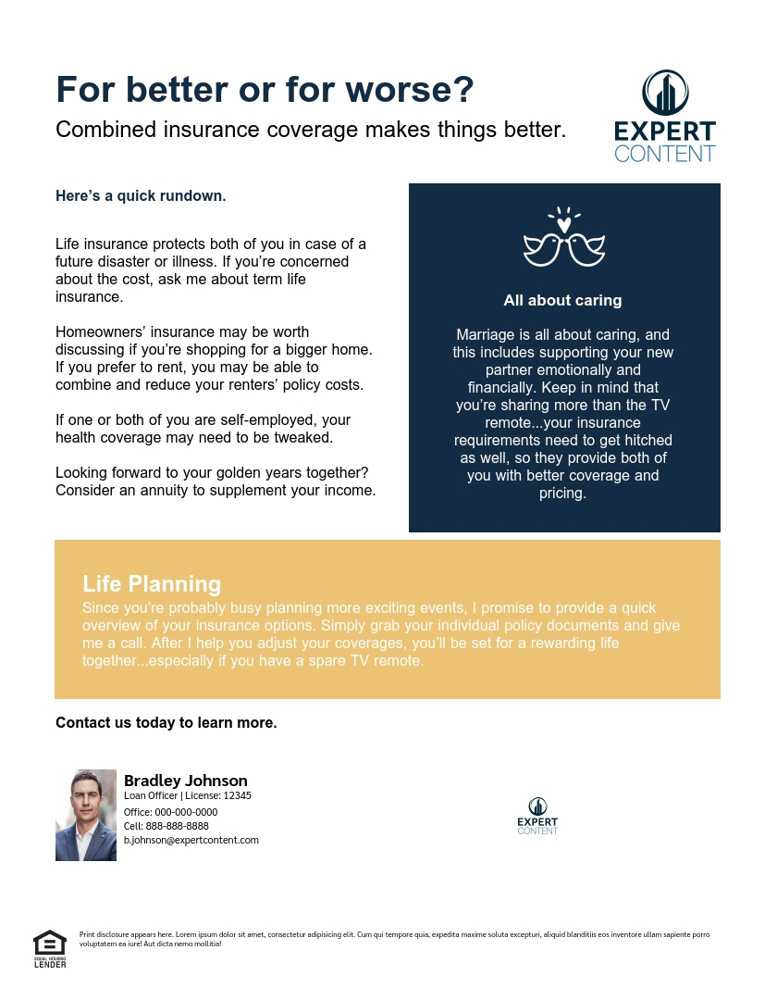 For better or for worse?
Combined insurance coverage makes things better.
EXPERT
CONTENT
Here’s a quick rundown.
Life insurance protects both of you in case of a
future disaster or illness. If you’re concerned
about the cost, ask me about term life
insurance.
Homeowners’ insurance may be worth
discussing if you’re shopping for a bigger home.
If you prefer to rent, you may be able to
combine and reduce your renters’ policy costs.
If one or both of you are self-employed, your
health coverage may need to be tweaked.
Looking forward to your golden years together?
Consider an annuity to supplement your income.
All about caring
Marriage is all about caring, and
this includes supporting your new
partner emotionally and
financially. Keep in mind that
you’re sharing more than the TV
remote...your insurance
requirements need to get hitched
as well, so they provide both of
you with better coverage and
pricing.
Life Planning
Since you’re probably busy planning more exciting events, I promise to provide a quick
overview of your insurance options. Simply grab your individual policy documents and give
me a call. After I help you adjust your coverages, you’ll be set for a rewarding life
together...especially if you have a spare TV remote.
Contact us today to learn more.
Bradley Johnson
Loan Officer | License: 12345
Office: 000-000-0000
Cell: 888-888-8888
b.johnson@expertcontent.com
EXPERT
CONTENT
EQUAL HOUSING
LENDER
Print disclosure appears here. Lorem ipsum dolor sit amet, consectetur adipisicing elit. Cum qui tempore quia, expedita maxime soluta excepturi, aliquid blanditiis eos inventore ullam sapiente porro
voluptatem ea iure! Aut dicta nemo mollitia!